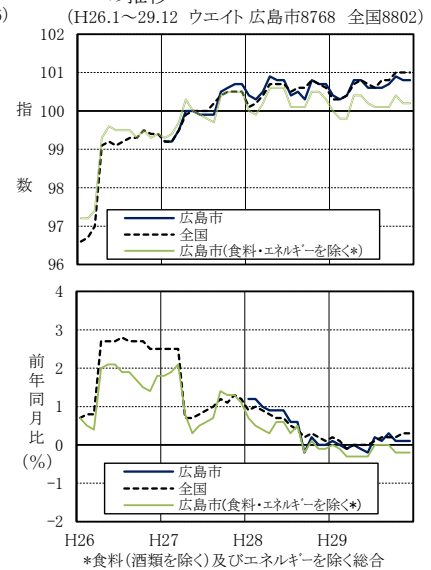 (H26.1～29.12 ウエイト 広島市8768 全国8802)
102
101
100
99
98
97
96
指
数
広島市
全国
広島市(食料・エネルギーを除く*)
4
3
2
1
0
-1
-2
前年同月比
(%)
広島市
全国
広島市(食料・エネルギーを除く*)
H26 H27 H28 H29
*食料(酒類を除く)及びエネルギーを除く総合